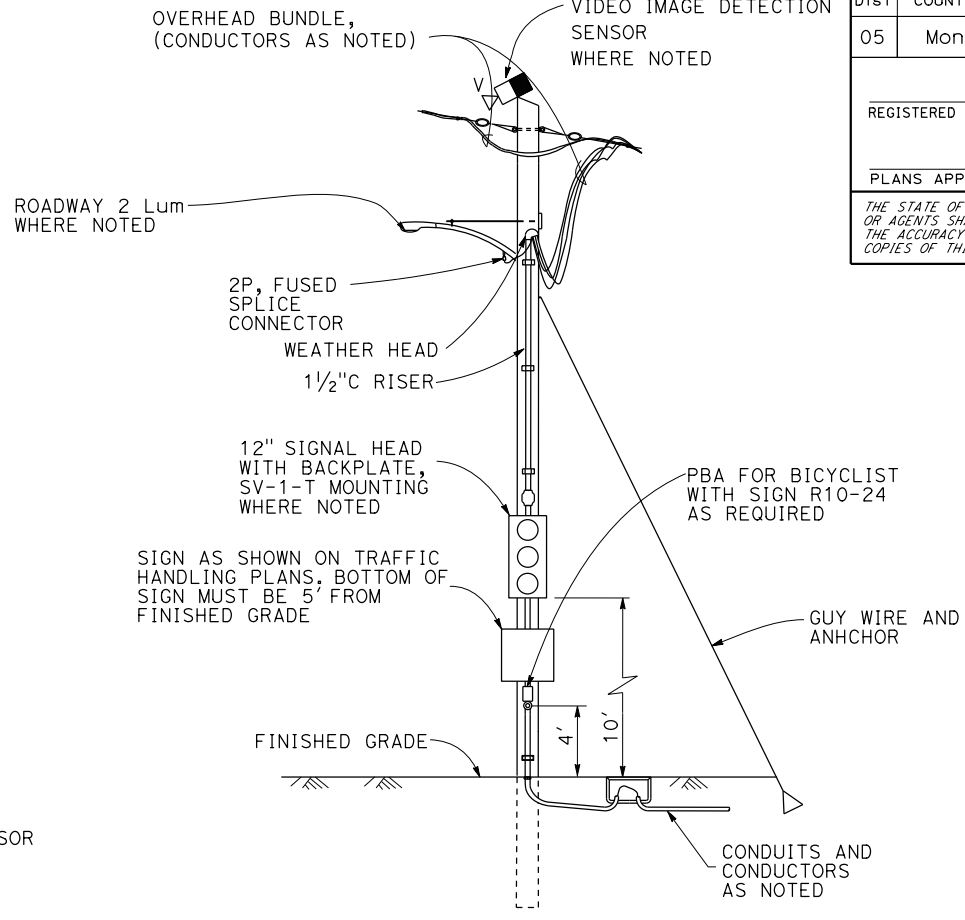 OVERHEAD BUNDLE,
(CONDUCTORS AS NOTED)
VIDEO IMAGE DETECTION
SENSOR
WHERE NOTED
V
DIST COUNT
05 Mon
REGISTERED
PLANS APP
THE STATE OF
OR AGENTS SHA
THE ACCURACY
COPIES OF THI
ROADWAY 2 Lum
WHERE NOTED
2P, FUSED
SPLICE
CONNECTOR
WEATHER HEAD
1½"C RISER
12" SIGNAL HEAD
WITH BACKPLATE,
SV-1-T MOUNTING
WHERE NOTED
PBA FOR BICYCLIST
WITH SIGN R10-24
AS REQUIRED
SIGN AS SHOWN ON TRAFFIC
HANDLING PLANS. BOTTOM OF
SIGN MUST BE 5' FROM
FINISHED GRADE
GUY WIRE AND
ANHCHOR
4'
10'
FINISHED GRADE
SOR
CONDUITS AND
CONDUCTORS
AS NOTED